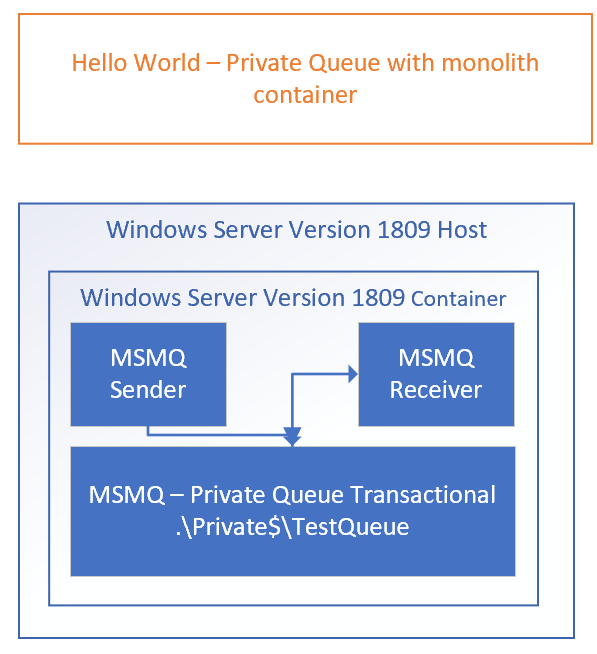 Hello World – Private Queue with monolith
container
Windows Server Version 1809 Host
Windows Server Version 1809 Container
MSMQ
Sender
MSMQ
Receiver
MSMQ – Private Queue Transactional
.\Private$\TestQueue